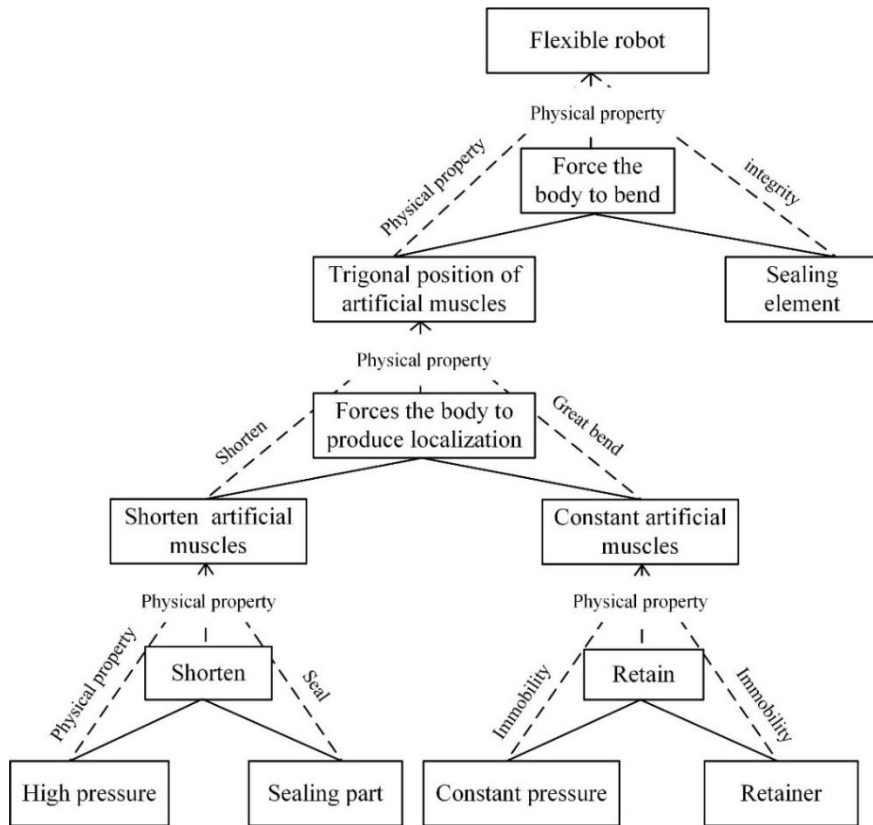 Flexible robot
Physical property
Physical property
Force the
body to bend
integrity
Trigonal position of
artificial muscles
Sealing
element
Physical property
Shorten
Forces the body to
produce localization
Great bend
Shorten artificial
muscles
Constant artificial
muscles
Physical property
Physical property
Physical property
Shorten
Seal
Immobility
Retain
Immobility
High pressure
Sealing part
Constant pressure
Retainer